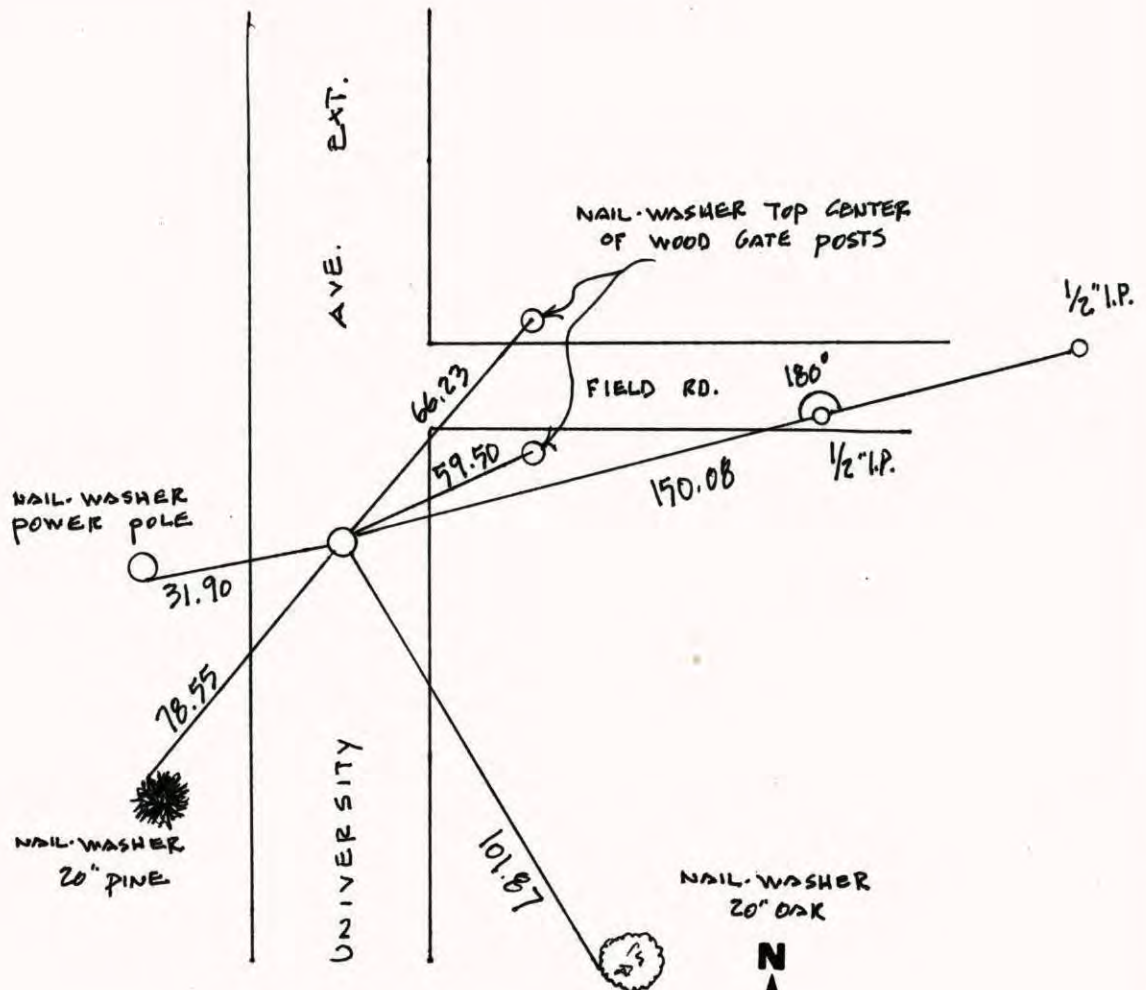 AVE. EXT.
NAIL-WASHER TOP CENTER
OF WOOD GATE POSTS
1/2" I.P.
66.23
FIELD RD.
180°
59.50
1/2" I.P.
150.08
NAIL-WASHER
POWER POLE
31.90
78.55
NAIL-WASHER
20" PINE
UNIVERSITY
101.87
NAIL-WASHER
20" OAK
N